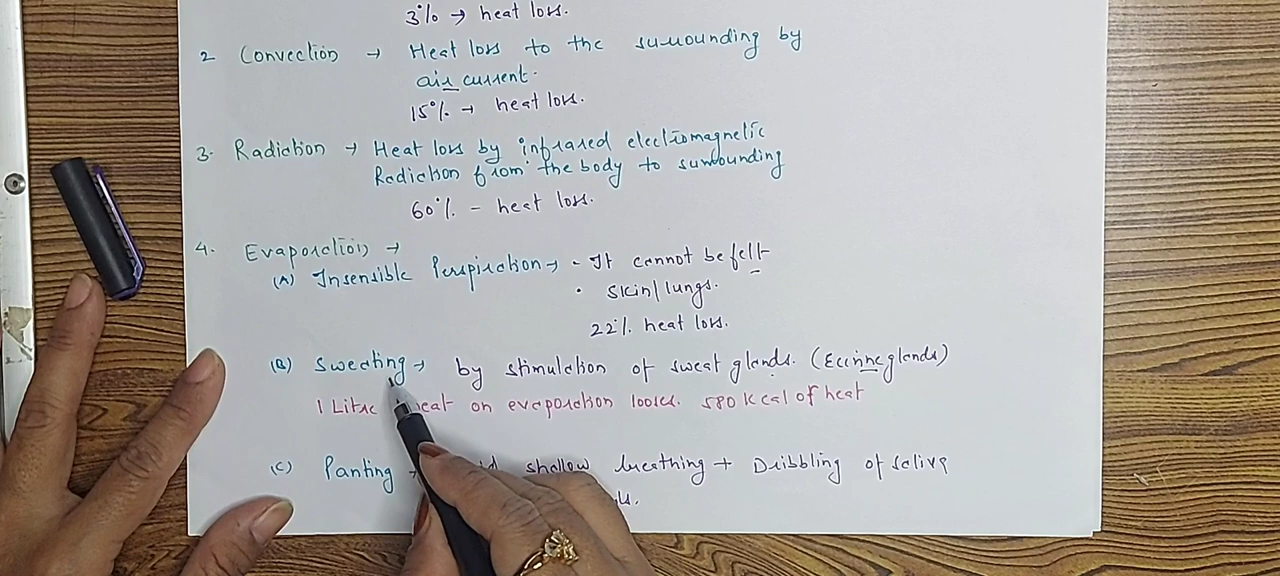 3% → heat loss.
2 Convection → Heat loss to the surrounding by
air current.
15% → heat loss.
3. Radiation → Heat loss by infrared electromagnetic
Radiation from the body to surrounding
60% - heat loss.
4. Evaporation →
(A) Insensible Perspiration → • It cannot be felt
• skin/lungs.
22% heat loss.
(B) Sweating → by stimulation of sweat glands. (Eccrine glands)
1 Litre on evaporation looses. 580 Kcal of heat
(C) Panting → shallow breathing + Dribbling of saliva